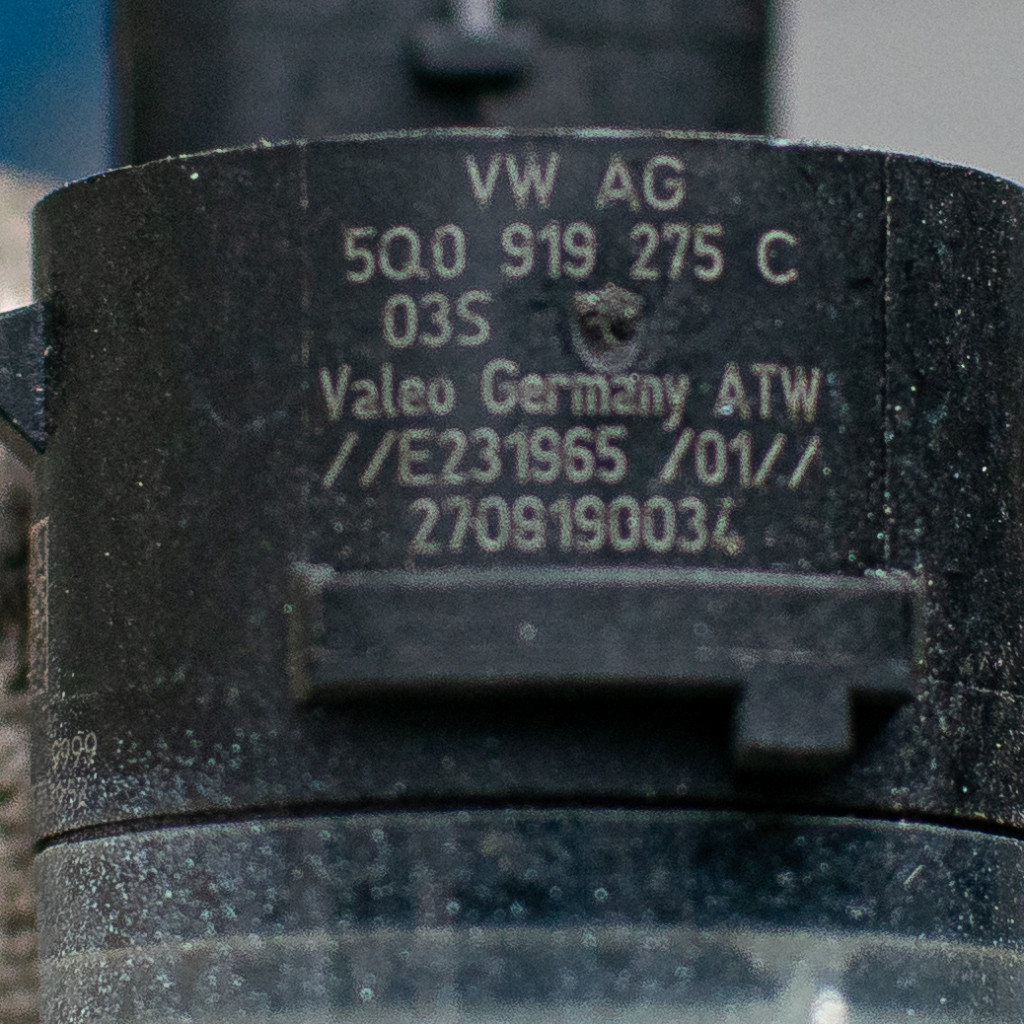 VW AG
5Q0 919 275 C
03S
Valeo Germany ATW
//E231965 /01//
2708190034